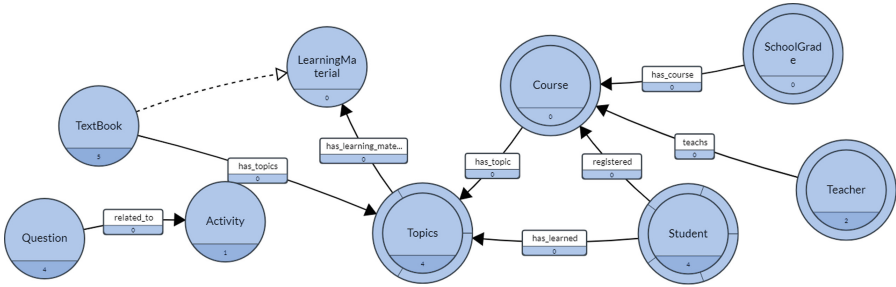 LearningMa
terial
0
Course
0
SchoolGrad
e
0
has_course
0
TextBook
3
has_learning_mate...
0
teachs
0
has_topics
0
has_topic
0
registered
0
Teacher
2
Question
4
related_to
0
Activity
1
Topics
4
has_learned
0
Student
4